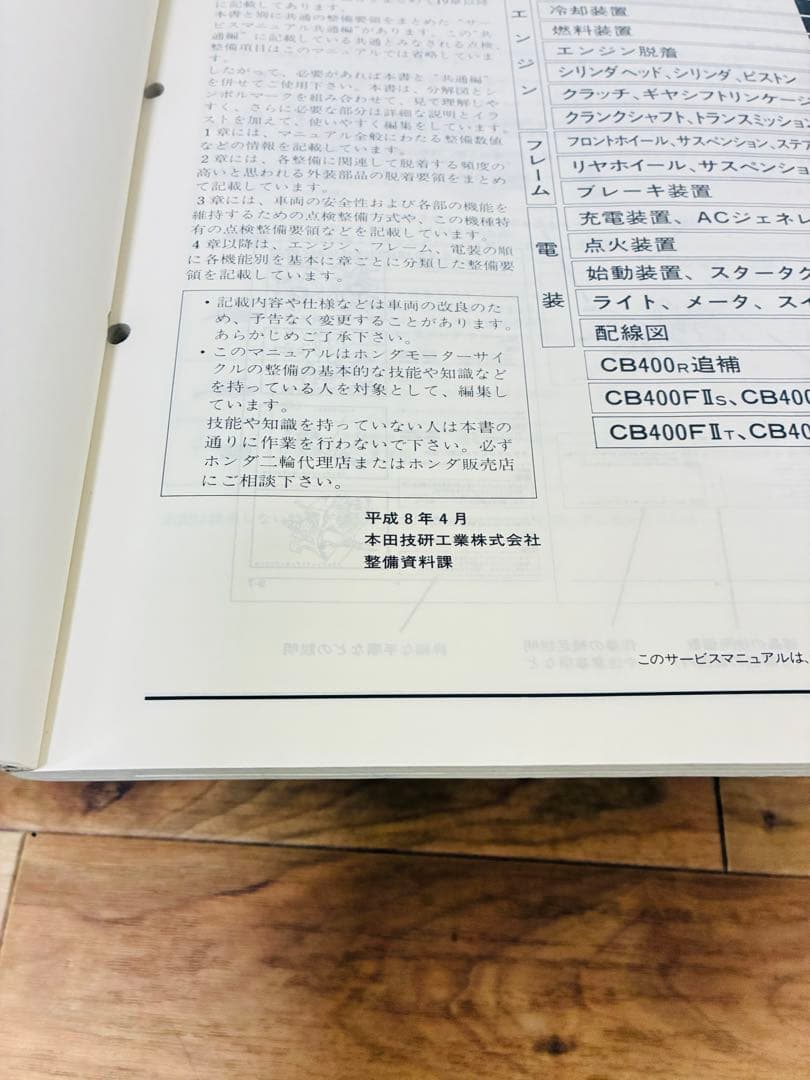 に記載してあります。
本書と別に共通の整備要領をまとめた“サー
ビスマニュアル共通編”があります。この“共
通編”に記載している共通とみなされる点検、
整備項目はこのマニュアルでは省略していま
す。
したがって、必要があれば本書と“共通編”
を併せてご使用下さい。本書は、分解図とシ
ンボルマークを組み合わせて、見て理解しや
すく、さらに必要な部分は詳細な説明とイラ
ストを加えて、使いやすく編集をしています。
1章には、マニュアル全般にわたる整備数値
などの情報を記載しています。
2章には、各整備に関連して脱着する頻度の
高いと思われる外装部品の脱着要領をまとめ
て記載しています。
3章には、車両の安全性および各部の機能を
維持するための点検整備方式や、この機種特
有の点検整備要領などを記載しています。
4章以降は、エンジン、フレーム、電装の順
に各機能別を基本に章ごとに分類した整備要
領を記載しています。
・記載内容や仕様などは車両の改良のた
め、予告なく変更することがあります。
あらかじめご了承下さい。
・このマニュアルはホンダモーターサイ
クルの整備の基本的な技能や知識など
を持っている人を対象として、編集し
ています。
技能や知識を持っていない人は本書の
通りに作業を行わないで下さい。必ず
ホンダ二輪代理店またはホンダ販売店
にご相談下さい。
平成8年4月
本田技研工業株式会社
整備資料課
エンジン
冷却装置
燃料装置
エンジン脱着
シリンダヘッド、シリンダ、ピストン
クラッチ、ギヤシフトリンケージ
クランクシャフト、トランスミッション
フレーム
フロントホイール、サスペンション、ステア
リヤホイール、サスペンショ
ブレーキ装置
電装
充電装置、ACジェネレ
点火装置
始動装置、スターターク
ライト、メータ、スイ
配線図
CB400R追補
CB400FⅡS、CB400
CB400FⅡT、CB40
このサービスマニュアルは、